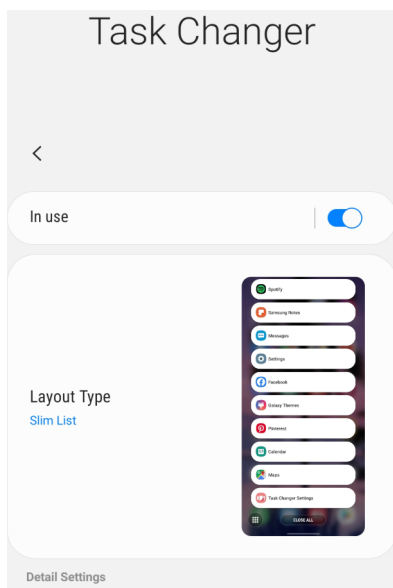 Task Changer
In use
Layout Type
Slim List
Spotify
Samsung Notes
Messages
Settings
Facebook
Galaxy Themes
Pinterest
Calendar
Maps
Task Changer Settings
CLOSE ALL
Detail Settings